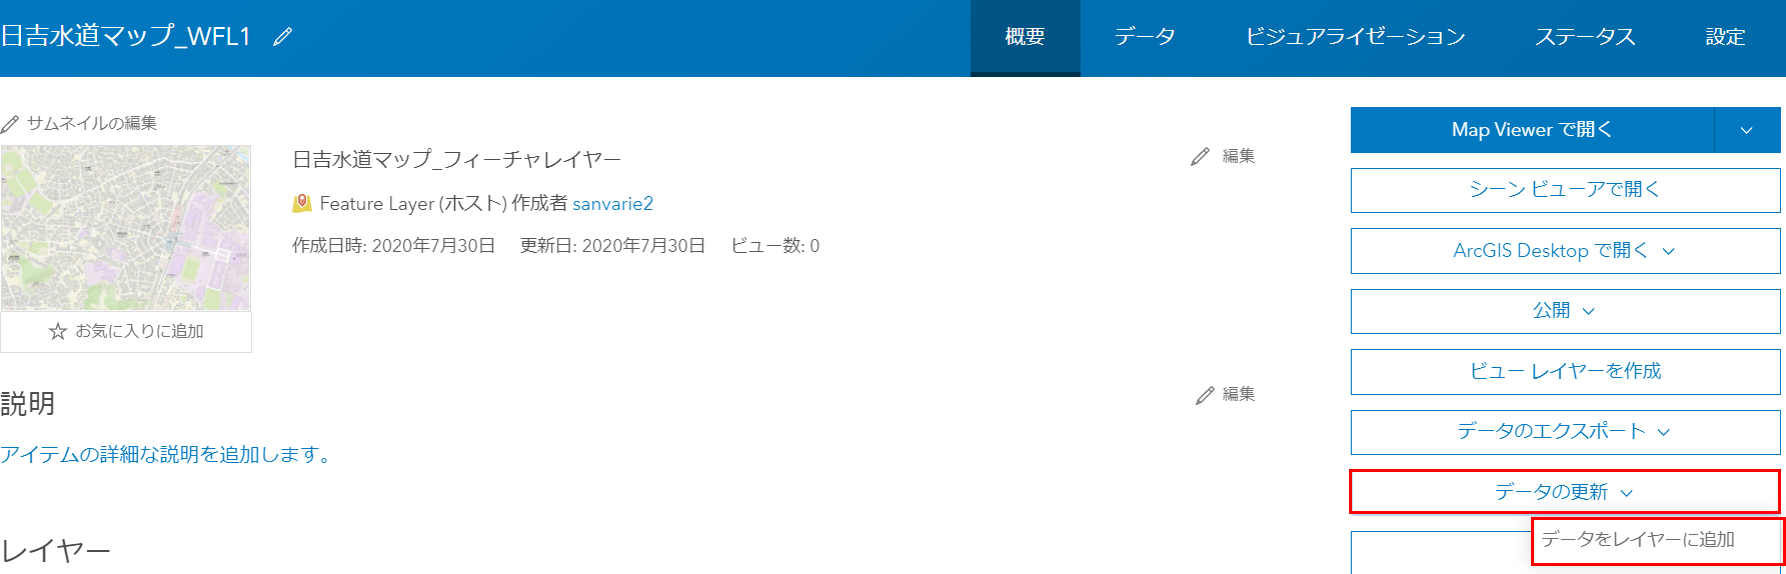 日吉水道マップ_WFL1
概要
データ
ビジュアライゼーション
ステータス
設定
サムネイルの編集
お気に入りに追加
日吉水道マップ_フィーチャレイヤー
編集
Feature Layer (ホスト) 作成者 sanvarie2
作成日時: 2020年7月30日 更新日: 2020年7月30日 ビュー数: 0
説明
編集
アイテムの詳細な説明を追加します。
レイヤー
Map Viewer で開く
シーン ビューアで開く
ArcGIS Desktop で開く
公開
ビュー レイヤーを作成
データのエクスポート
データの更新
データをレイヤーに追加